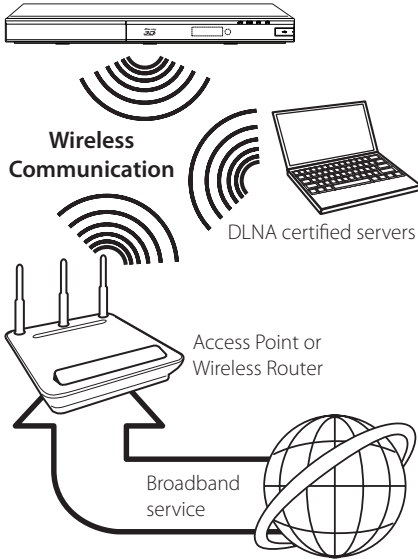 3D
Wireless
Communication
DLNA certified servers
Access Point or
Wireless Router
Broadband
service